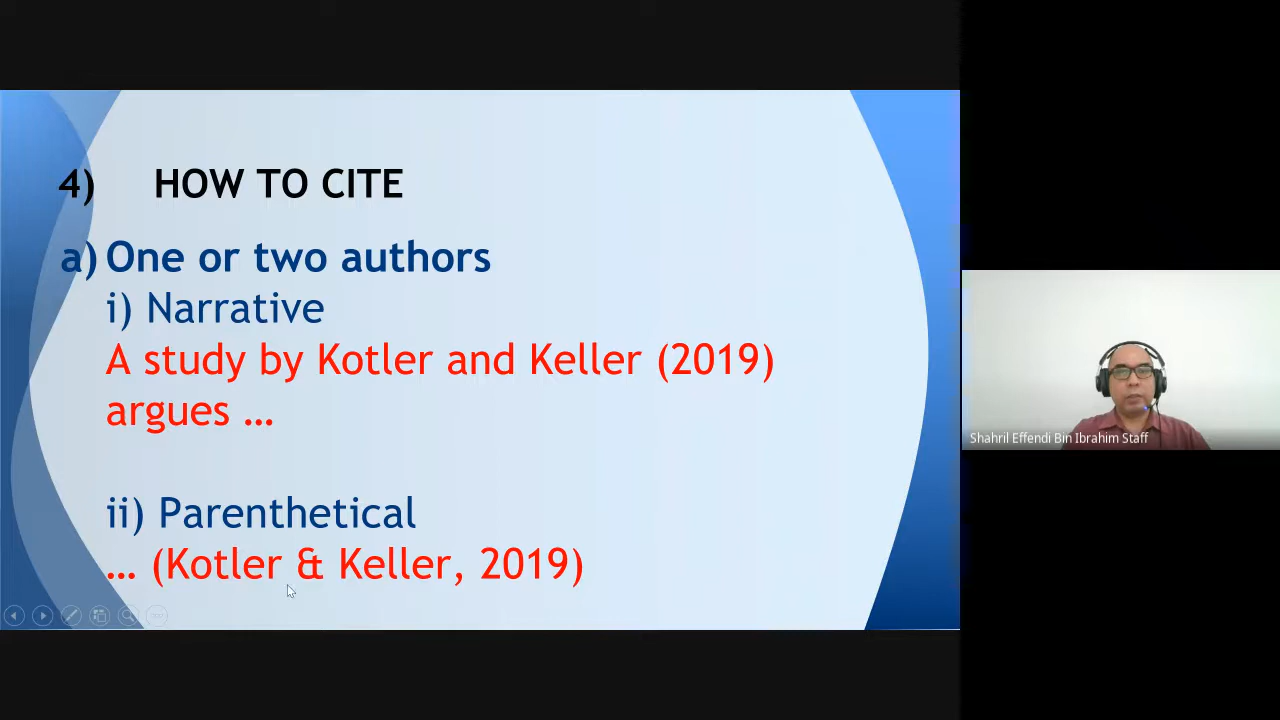 4) HOW TO CITE
a) One or two authors
i) Narrative
A study by Kotler and Keller (2019)
argues …
ii) Parenthetical
… (Kotler & Keller, 2019)
Shahril Effendi Bin Ibrahim Staff